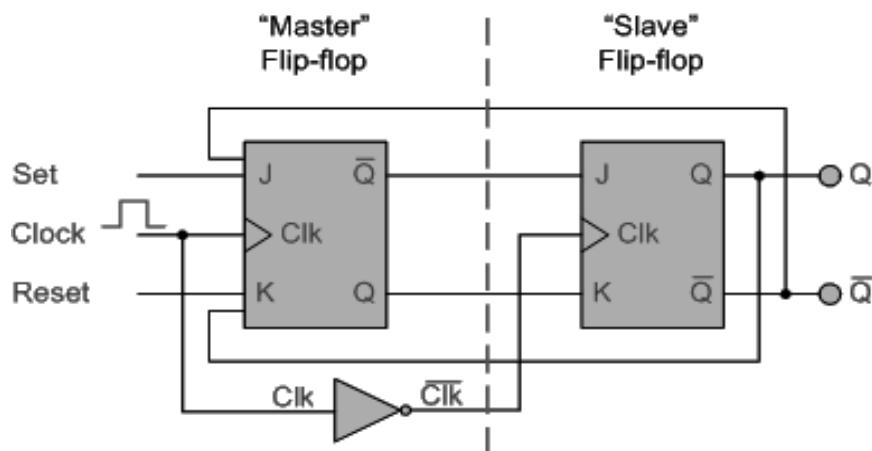 “Master”
Flip-flop
“Slave”
Flip-flop
Set
J
Q̅
J
Q
Q
Clock
Clk
Clk
Reset
K
Q
K
Q̅
Q̅
Clk
C̅l̅k̅